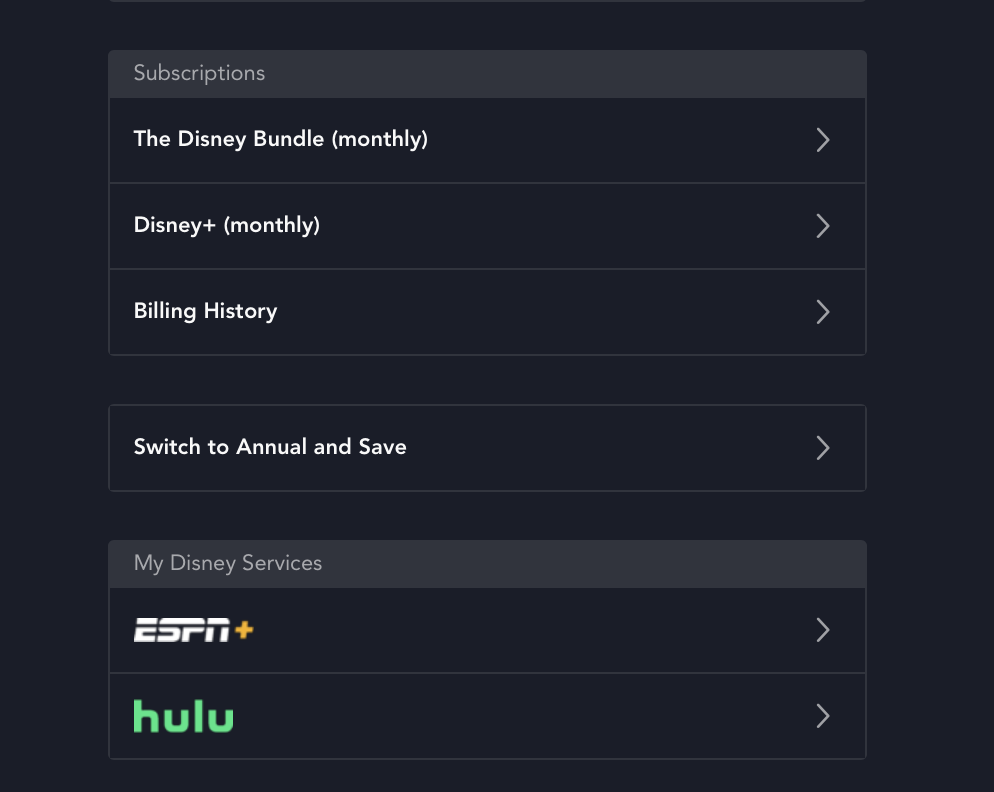 Subscriptions
The Disney Bundle (monthly)
Disney+ (monthly)
Billing History
Switch to Annual and Save
My Disney Services
ESPN+
hulu